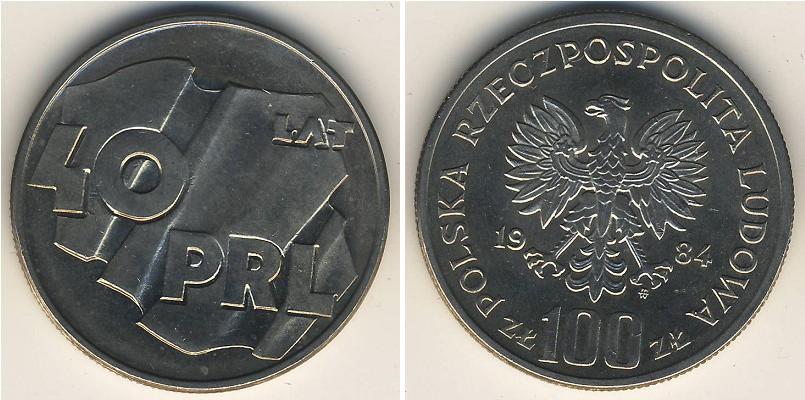 40 LAT
PRL
POLSKA RZECZPOSPOLITA LUDOWA
19 84
ZŁ 100 ZŁ